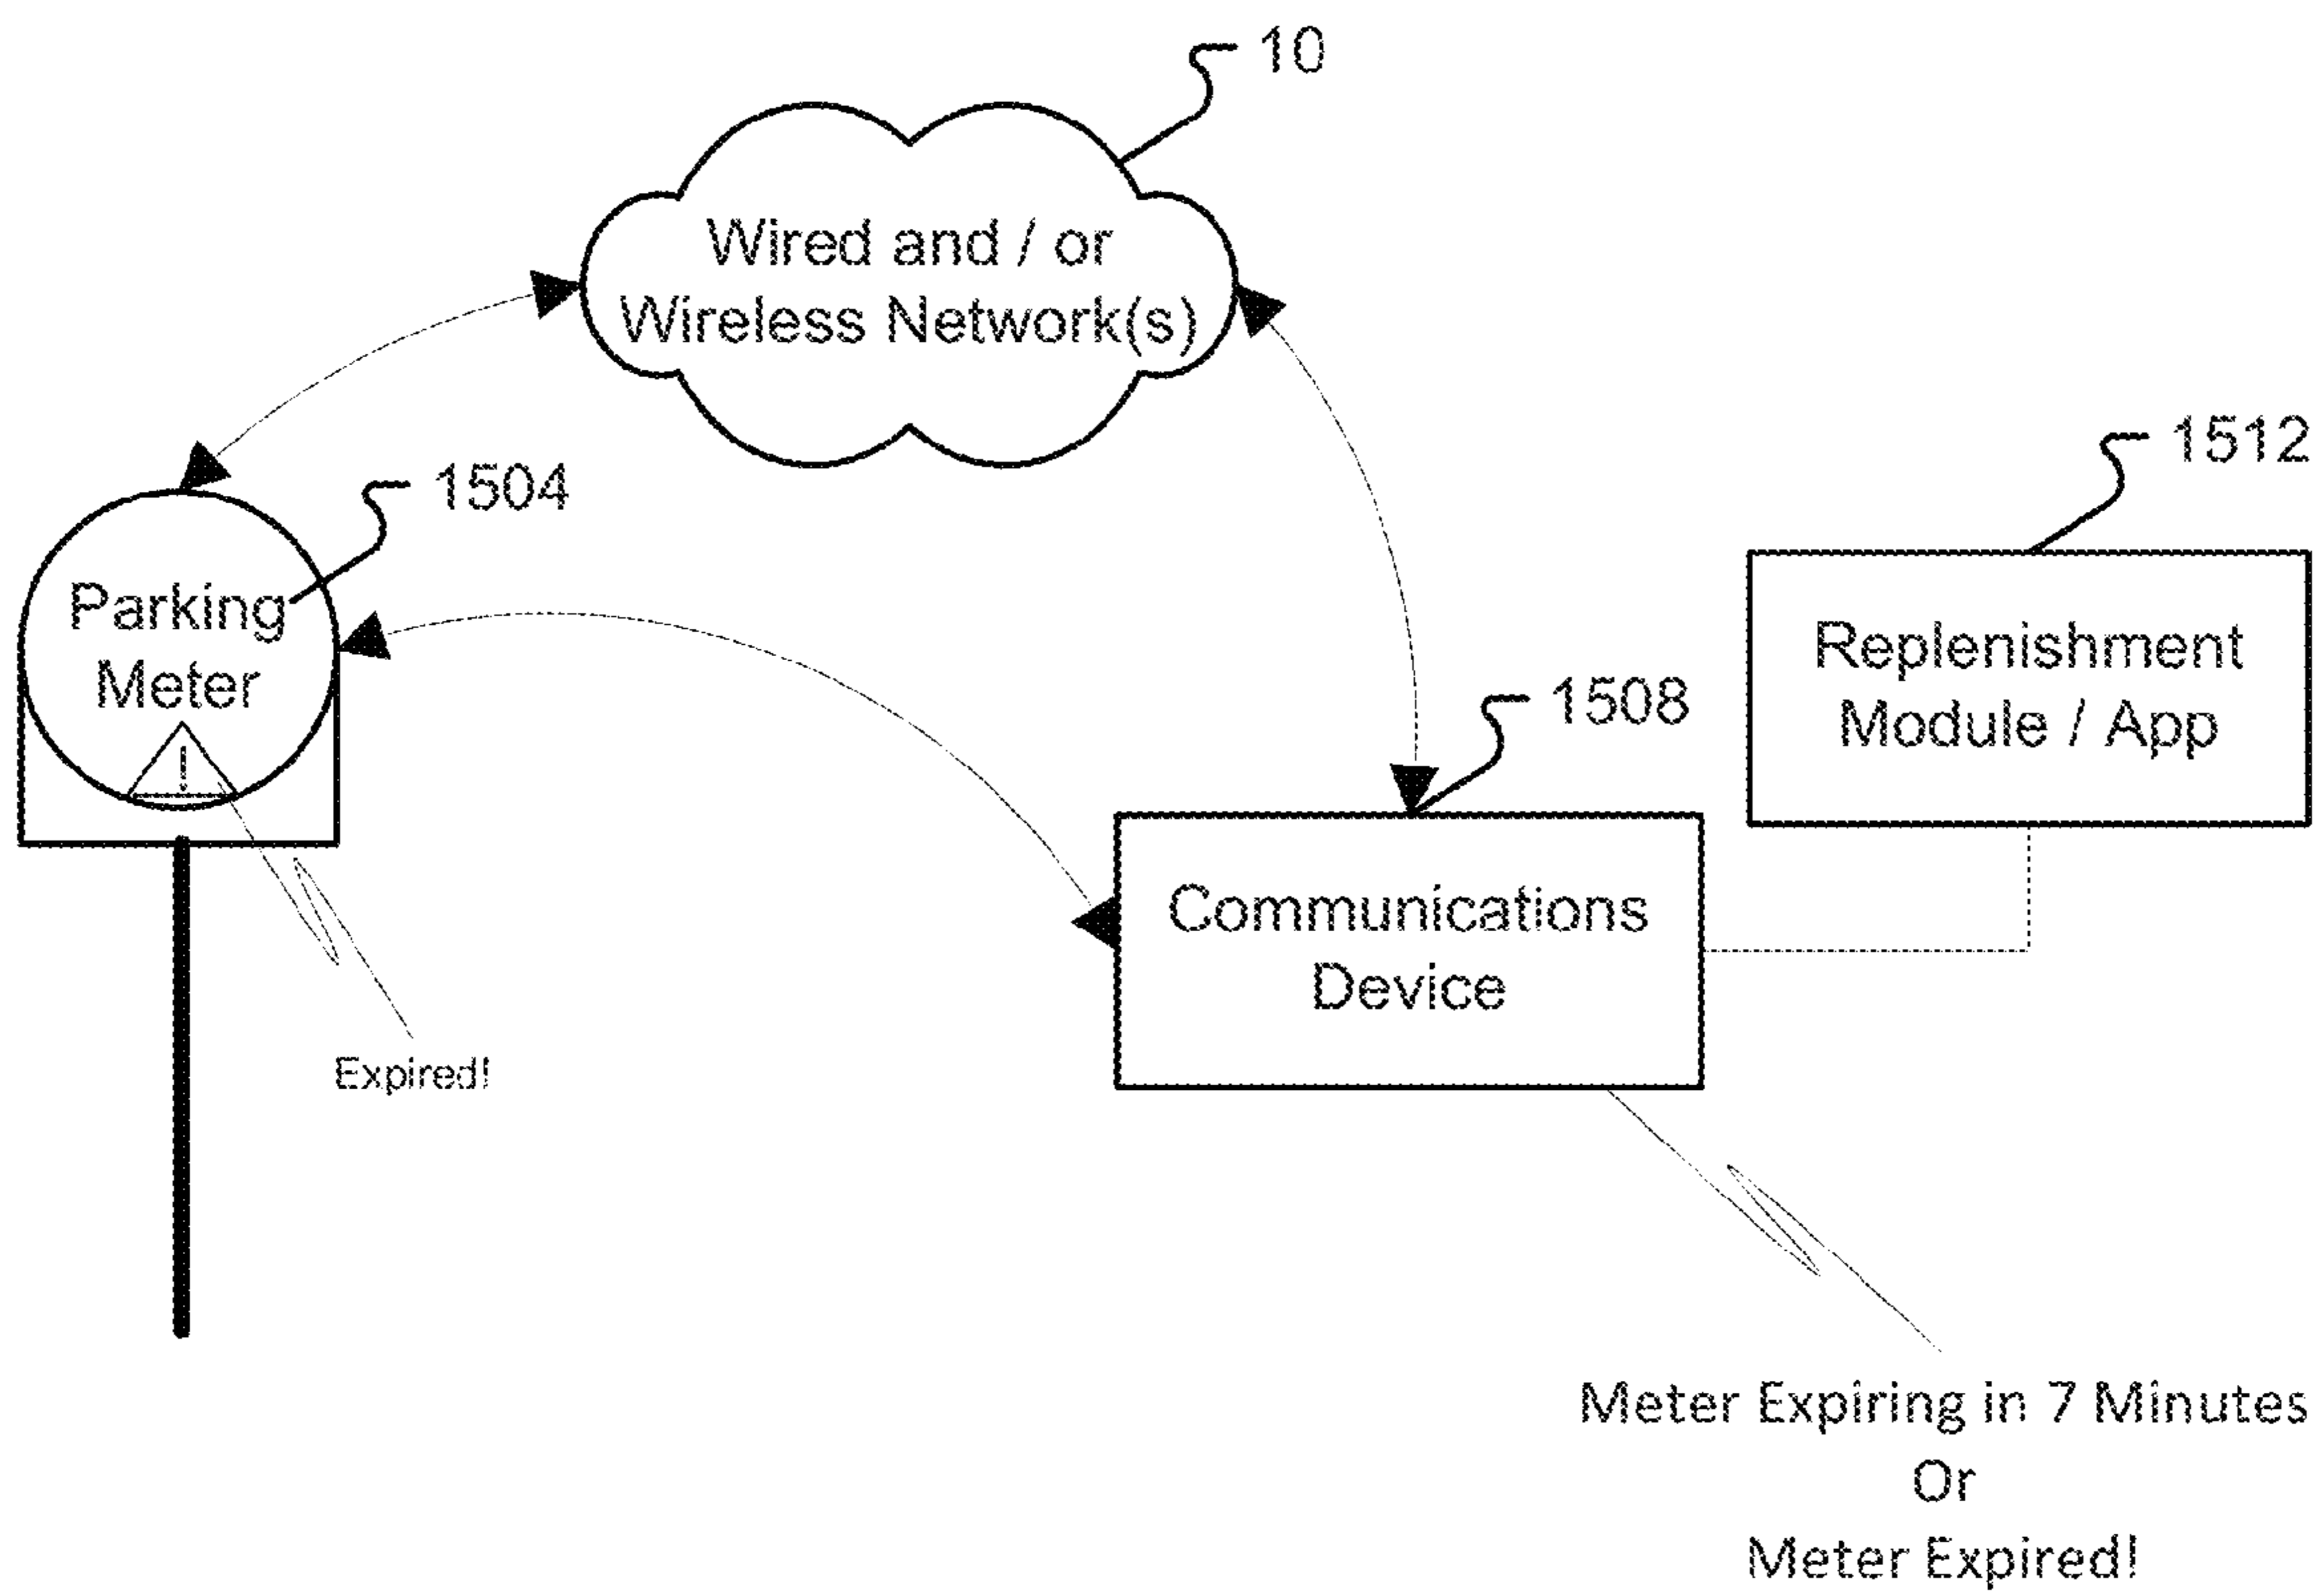 10
Wired and / or
Wireless Network(s)
1504
1512
Parking
Meter
!
Replenishment
Module / App
1508
Communications
Device
Expired!
Meter Expiring in 7 Minutes
Or
Meter Expired!